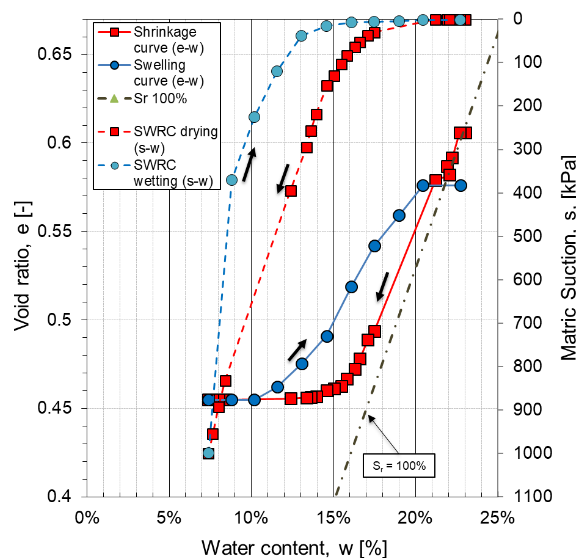 Shrinkage
curve (e-w)
Swelling
curve (e-w)
Sr 100%
SWRC drying
(s-w)
SWRC
wetting (s-w)
0.65
0.6
0.55
0.5
0.45
0.4
Void ratio, e [-]
0
100
200
300
400
500
600
700
800
900
1000
1100
Matric Suction, s, [kPa]
Sr = 100%
0%
5%
10%
15%
20%
25%
Water content, w [%]